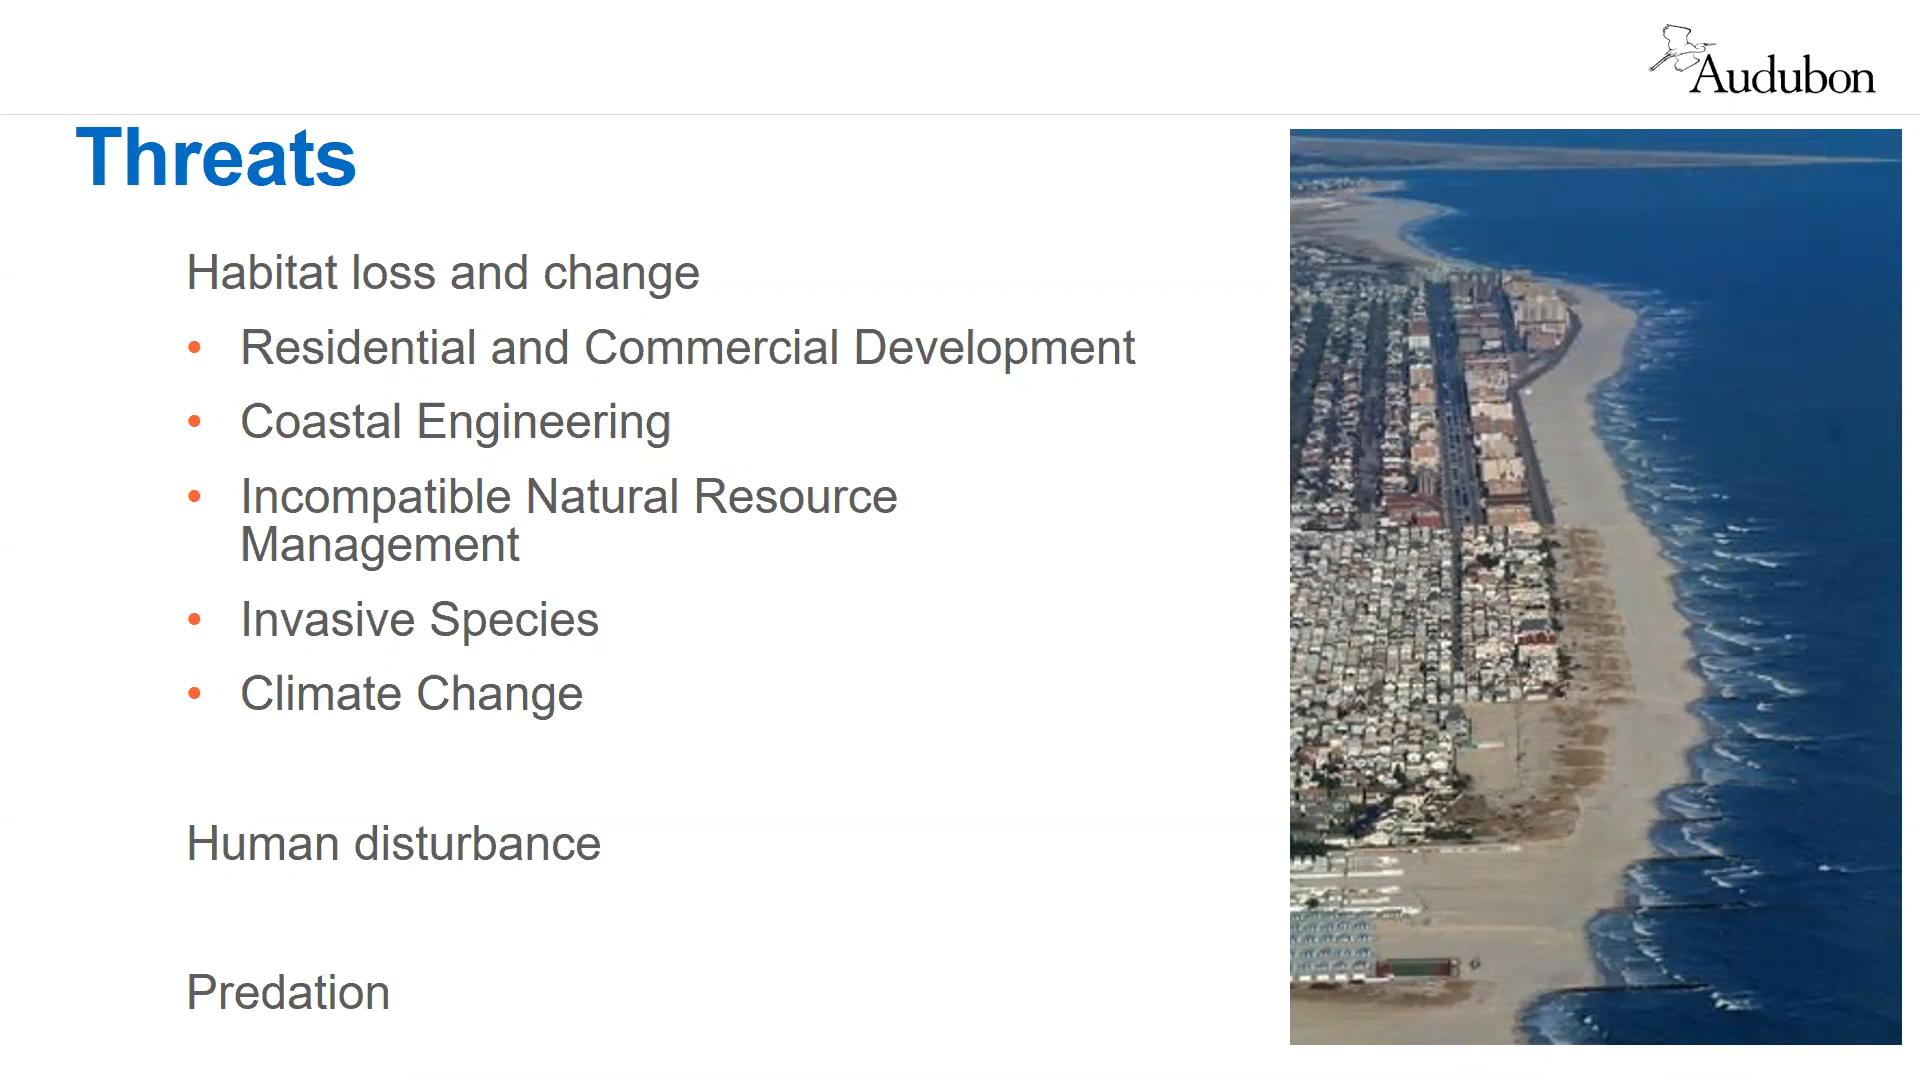 Audubon
Threats
Habitat loss and change
• Residential and Commercial Development
• Coastal Engineering
• Incompatible Natural Resource
Management
• Invasive Species
• Climate Change
Human disturbance
Predation